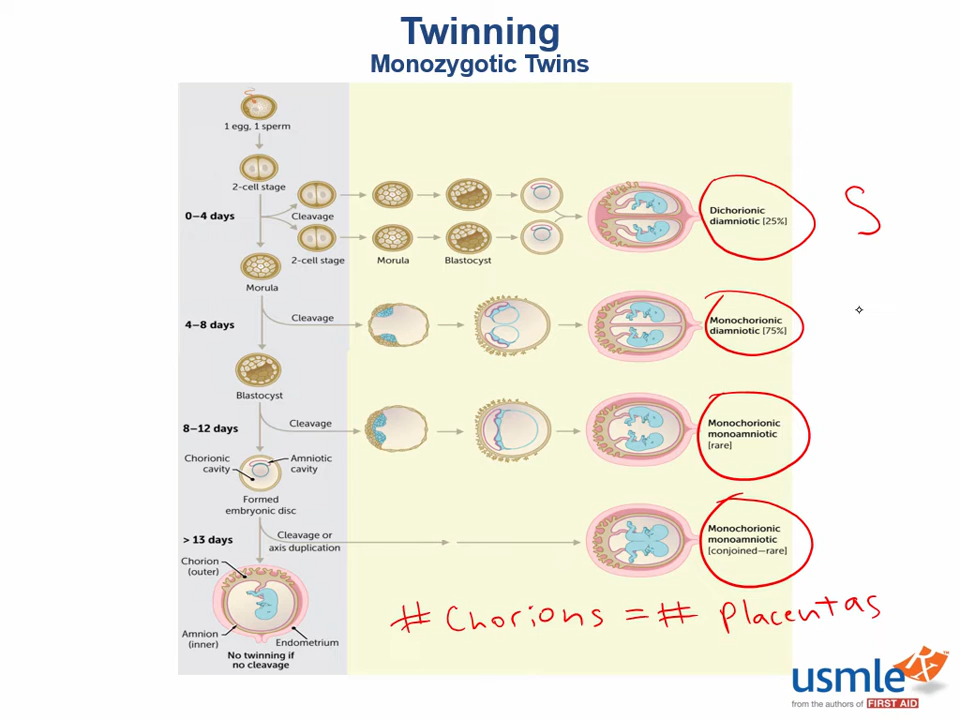 Twinning
Monozygotic Twins
1 egg, 1 sperm
2-cell stage
0–4 days
Cleavage
2-cell stage
Morula
Blastocyst
Dichorionic
diamniotic [25%]
S
Morula
4–8 days
Cleavage
Monochorionic
diamniotic [75%]
Blastocyst
8–12 days
Cleavage
Monochorionic
monoamniotic
[rare]
Chorionic
cavity
Amniotic
cavity
Formed
embryonic disc
> 13 days
Cleavage or
axis duplication
Monochorionic
monoamniotic
[conjoined—rare]
Chorion
(outer)
Amnion
(inner)
Endometrium
No twinning if
no cleavage
# Chorions = # Placentas
usmle Rx
from the authors of FIRST AID